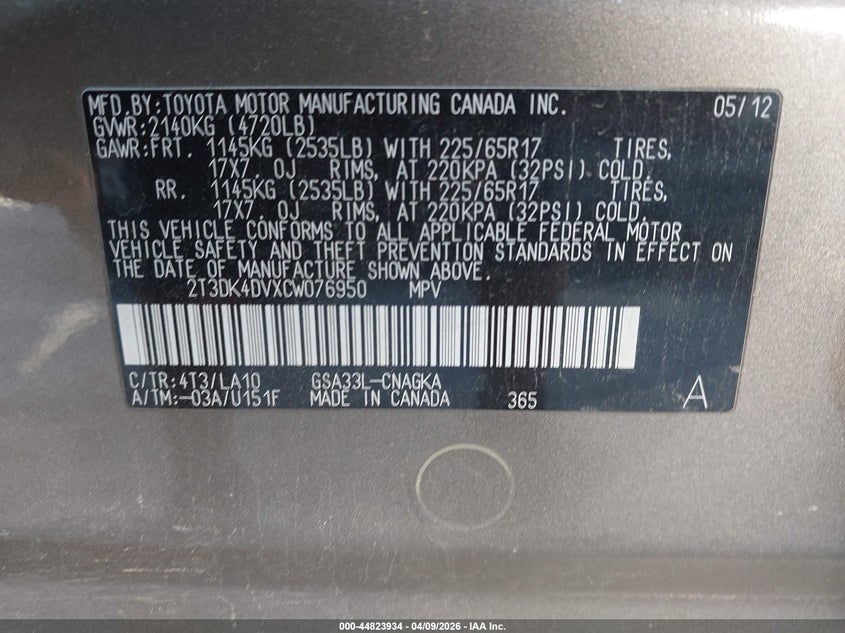 MFD.BY:TOYOTA MOTOR MANUFACTURING CANADA INC. 05/12
GVWR:2140KG (4720LB)
GAWR:FRT. 1145KG (2535LB) WITH 225/65R17 TIRES,
17X7.0J RIMS, AT 220KPA (32PSI) COLD.
RR. 1145KG (2535LB) WITH 225/65R17 TIRES,
17X7.0J RIMS, AT 220KPA (32PSI) COLD.
THIS VEHICLE CONFORMS TO ALL APPLICABLE FEDERAL MOTOR
VEHICLE SAFETY AND THEFT PREVENTION STANDARDS IN EFFECT ON
THE DATE OF MANUFACTURE SHOWN ABOVE.
2T3DK4DVXCW076950 MPV
C/TR:4T3/LA10 GSA33L-CNAGKA
A/TM:-03A/U151F MADE IN CANADA 365 A
000-44823934 | 04/09/2026 | IAA Inc.